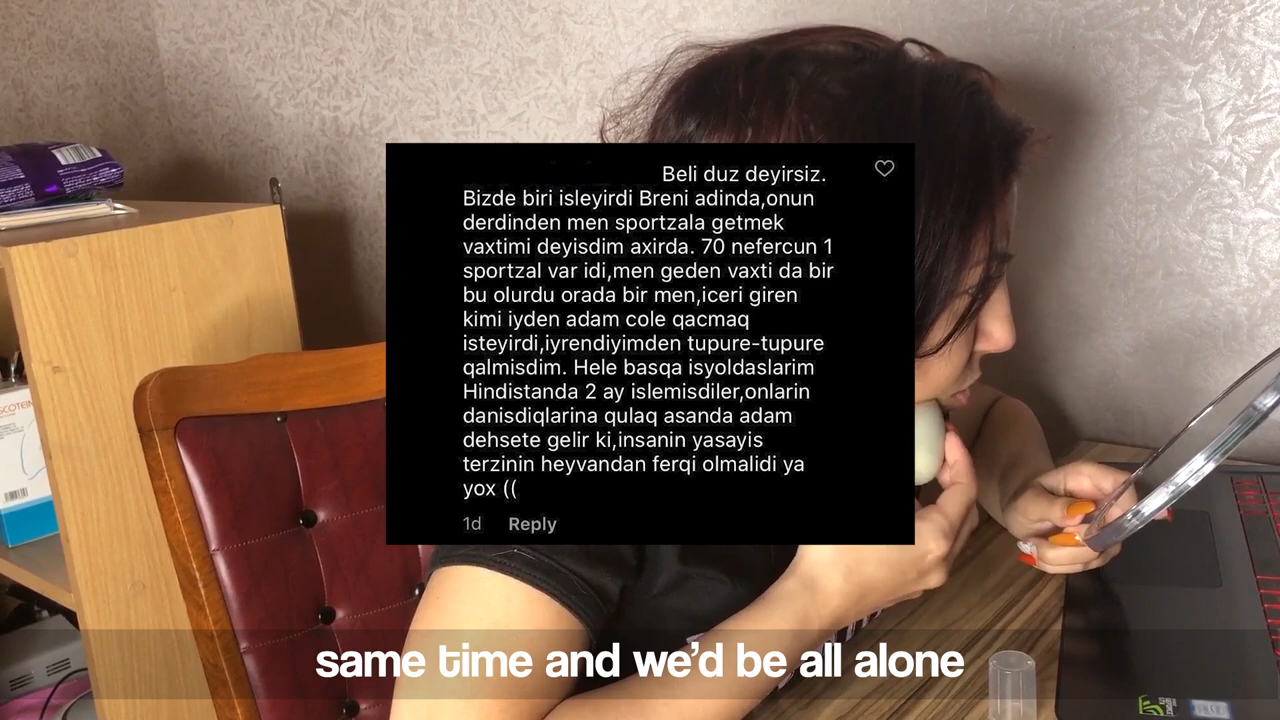 Beli duz deyirsiz.
Bizde biri isleyirdi Breni adinda,onun
derdinden men sportzala getmek
vaxtimi deyisdim axirda. 70 nefercun 1
sportzal var idi,men geden vaxti da bir
bu olurdu orada bir men,iceri giren
kimi iyden adam cole qacmaq
isteyirdi,iyrendiyimden tupure-tupure
qalmisdim. Hele basqa isyoldaslarim
Hindistanda 2 ay islemisdiler,onlarin
danisdiqlarina qulaq asanda adam
dehsete gelir ki,insanin yasayis
terzinin heyvandan ferqi olmalidi ya
yox ((
1d Reply
same time and we'd be all alone